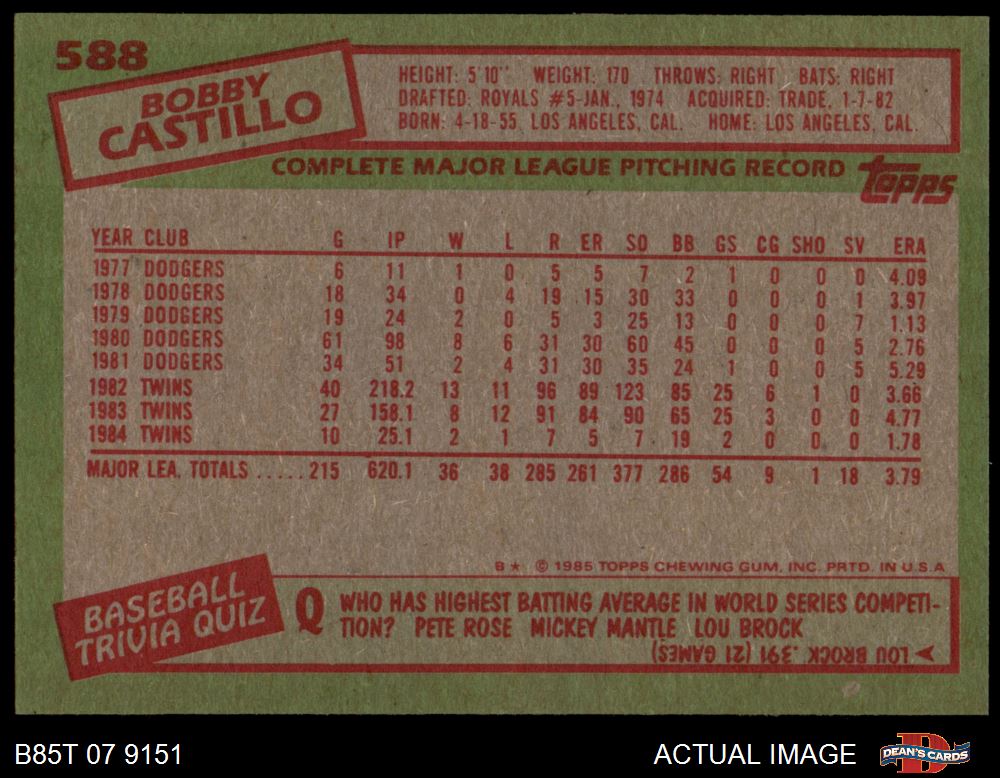 588
BOBBY
CASTILLO
HEIGHT: 5'10" WEIGHT: 170 THROWS: RIGHT BATS: RIGHT
DRAFTED: ROYALS #5-JAN., 1974 ACQUIRED: TRADE, 1-7-82
BORN: 4-18-55, LOS ANGELES, CAL. HOME: LOS ANGELES, CAL.
COMPLETE MAJOR LEAGUE PITCHING RECORD
topps
YEAR CLUB G IP W L R ER SO BB GS CG SHO SV ERA
1977 DODGERS 6 11 1 0 5 5 7 2 1 0 0 0 4.09
1978 DODGERS 18 34 0 4 19 15 30 33 0 0 0 1 3.97
1979 DODGERS 19 24 2 0 5 3 25 13 0 0 0 7 1.13
1980 DODGERS 61 98 8 6 31 30 60 45 0 0 0 5 2.76
1981 DODGERS 34 51 2 4 31 30 35 24 1 0 0 5 5.29
1982 TWINS 40 218.2 13 11 96 89 123 85 25 6 1 0 3.66
1983 TWINS 27 158.1 8 12 91 84 90 65 25 3 0 0 4.77
1984 TWINS 10 25.1 2 1 7 5 7 19 2 0 0 0 1.78
MAJOR LEA. TOTALS .....215 620.1 36 38 285 261 377 286 54 9 1 18 3.79
B★ © 1985 TOPPS CHEWING GUM, INC. PRTD. IN U.S.A
BASEBALL
TRIVIA QUIZ
Q WHO HAS HIGHEST BATTING AVERAGE IN WORLD SERIES COMPETI-
TION? PETE ROSE MICKEY MANTLE LOU BROCK
LOU BROCK. .391 (21 GAMES)
B85T 07 9151
ACTUAL IMAGE
D
DEAN'S CARDS